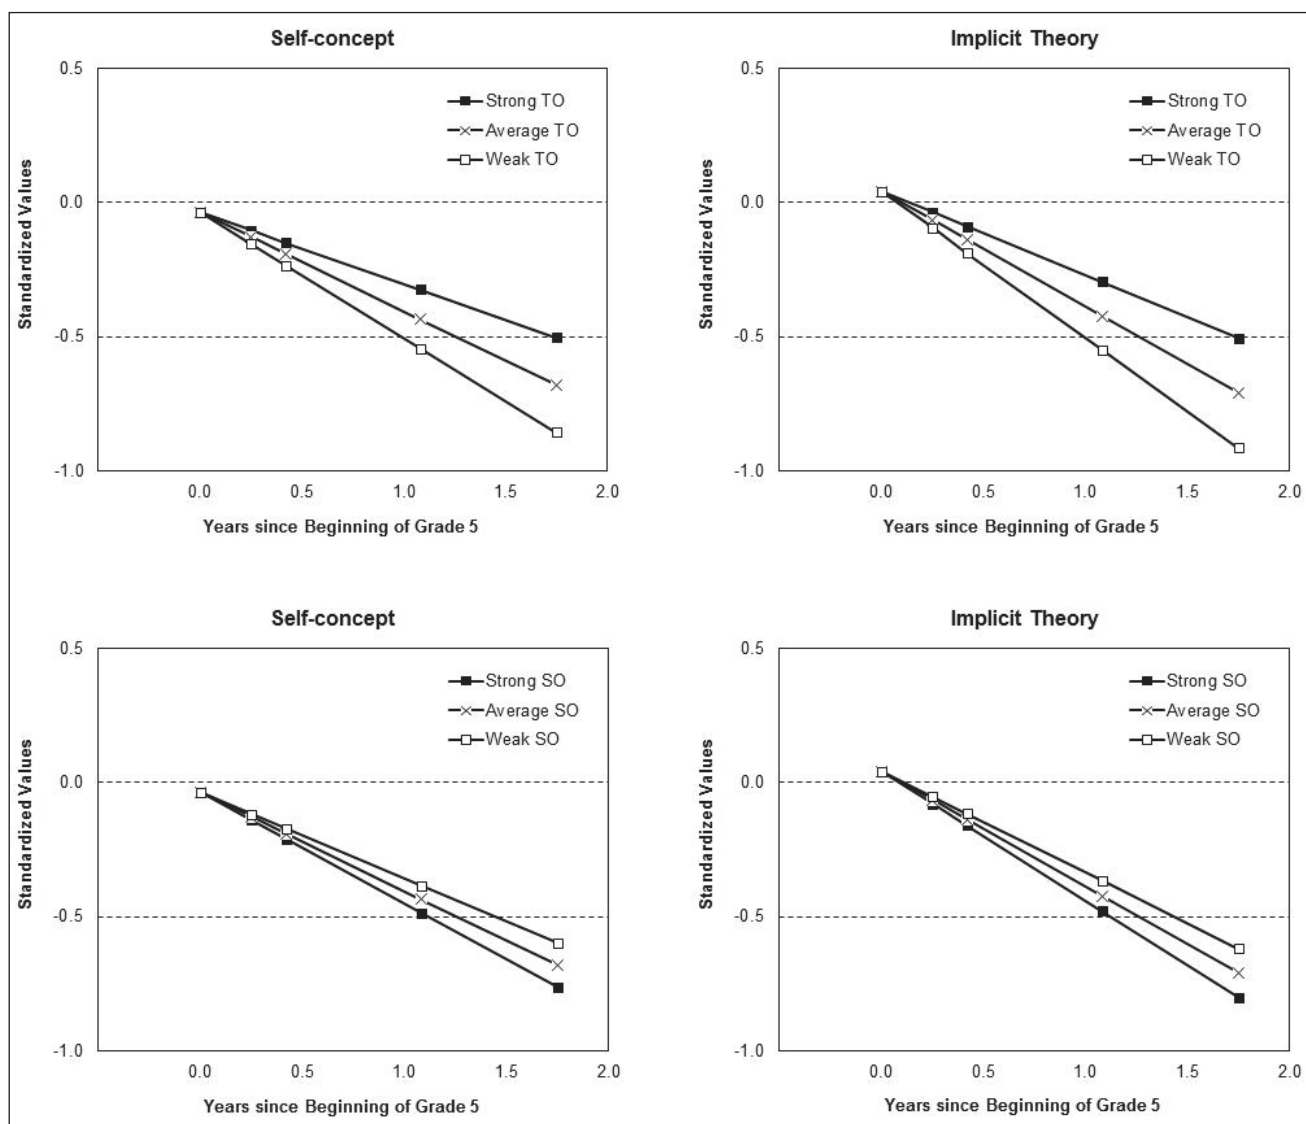 Self-concept
0.5
0.0
-0.5
-1.0
Standardized Values
Strong TO
Average TO
Weak TO
0.0 0.5 1.0 1.5 2.0
Years since Beginning of Grade 5
Implicit Theory
0.5
0.0
-0.5
-1.0
Standardized Values
Strong TO
Average TO
Weak TO
0.0 0.5 1.0 1.5 2.0
Years since Beginning of Grade 5
Self-concept
0.5
0.0
-0.5
-1.0
Standardized Values
Strong SO
Average SO
Weak SO
0.0 0.5 1.0 1.5 2.0
Years since Beginning of Grade 5
Implicit Theory
0.5
0.0
-0.5
-1.0
Standardized Values
Strong SO
Average SO
Weak SO
0.0 0.5 1.0 1.5 2.0
Years since Beginning of Grade 5